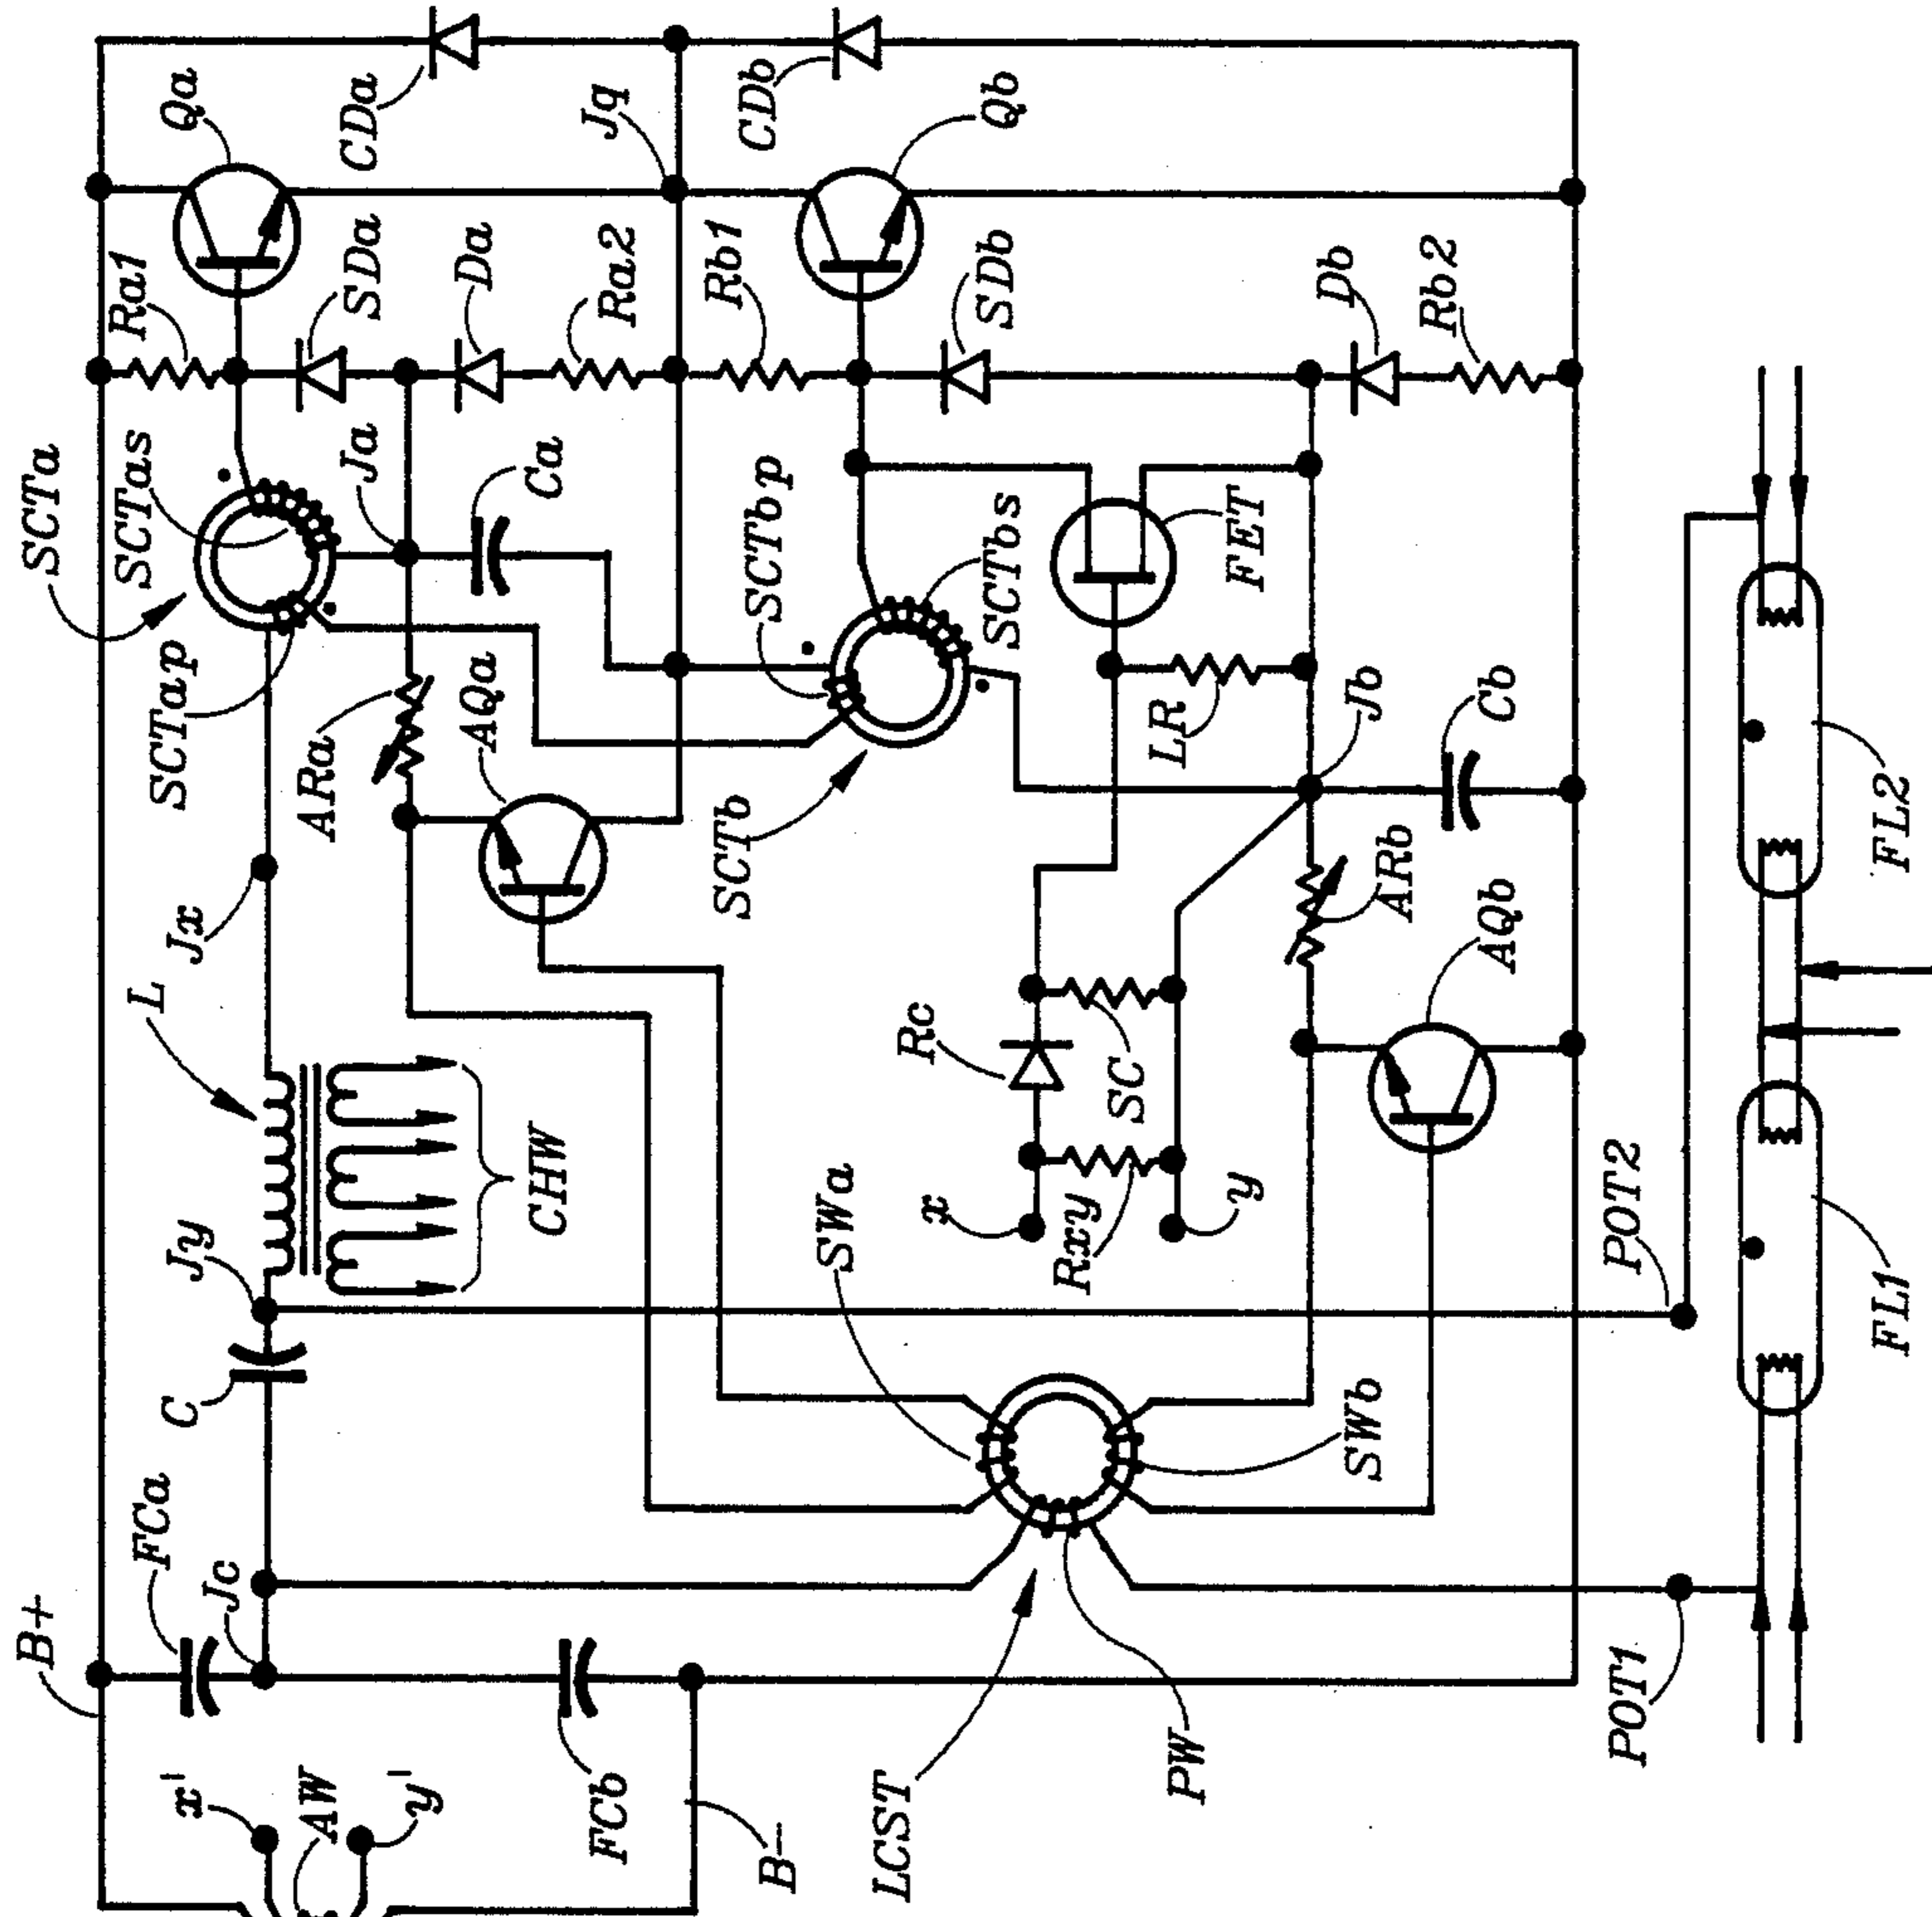 Qa
CDa
Jq
CDb
Qb
Ra1
SDa
Da
Ra2
Rb1
SDb
Db
Rb2
SCTa
SCTas
Ja
Ca
SCTbp
SCTbs
FET
SCTap
ARa
AQa
SCTb
LR
Jb
Cb
FL2
Jx
L
Rc
SC
ARb
AQb
Jy
CHW
SWa
x
Rxy
y
POT2
FL1
C
SWb
FCa
Jc
B+
x'
AW
y'
FCb
B-
LCST
PW
POT1